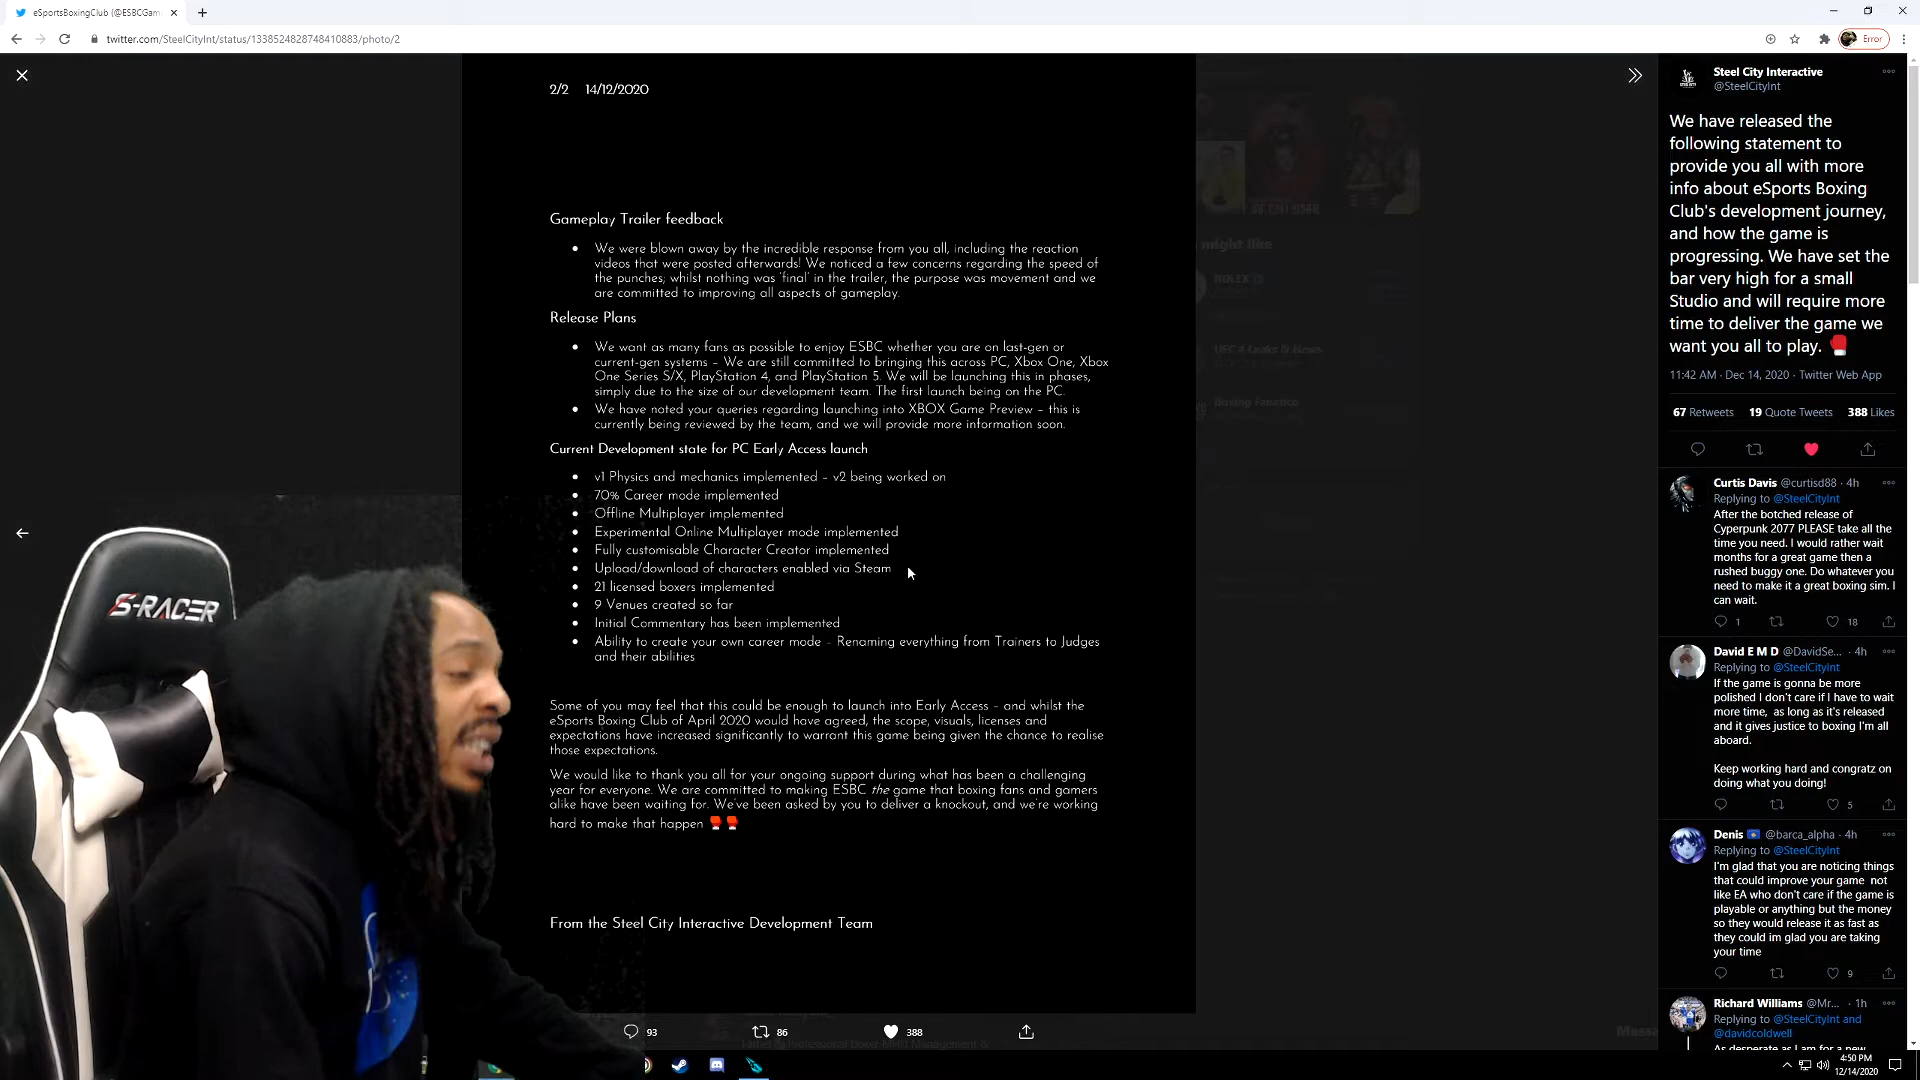 eSportsBoxingClub (@ESBCGam
twitter.com/SteelCityInt/status/1338524828748410883/photo/2
Error
2/2 14/12/2020
Gameplay Trailer feedback
We were blown away by the incredible response from you all, including the reaction
videos that were posted afterwards! We noticed a few concerns regarding the speed of
the punches; whilst nothing was 'final' in the trailer, the purpose was movement and we
are committed to improving all aspects of gameplay.
Release Plans
We want as many fans as possible to enjoy ESBC whether you are on last-gen or
current-gen systems – We are still committed to bringing this across PC, Xbox One, Xbox
One Series S/X, PlayStation 4, and PlayStation 5. We will be launching this in phases,
simply due to the size of our development team. The first launch being on the PC.
We have noted your queries regarding launching into XBOX Game Preview – this is
currently being reviewed by the team, and we will provide more information soon.
Current Development state for PC Early Access launch
v1 Physics and mechanics implemented – v2 being worked on
70% Career mode implemented
Offline Multiplayer implemented
Experimental Online Multiplayer mode implemented
Fully customisable Character Creator implemented
Upload/download of characters enabled via Steam
21 licensed boxers implemented
9 Venues created so far
Initial Commentary has been implemented
Ability to create your own career mode – Renaming everything from Trainers to Judges
and their abilities
Some of you may feel that this could be enough to launch into Early Access – and whilst the
eSports Boxing Club of April 2020 would have agreed, the scope, visuals, licenses and
expectations have increased significantly to warrant this game being given the chance to realise
those expectations.
We would like to thank you all for your ongoing support during what has been a challenging
year for everyone. We are committed to making ESBC the game that boxing fans and gamers
alike have been waiting for. We've been asked by you to deliver a knockout, and we're working
hard to make that happen 🥊🥊
From the Steel City Interactive Development Team
93 86 388
S-RACER
might like
UFC 4 Leaks & News
Boxing Fanatico
Steel City Interactive
@SteelCityInt
We have released the
following statement to
provide you all with more
info about eSports Boxing
Club's development journey,
and how the game is
progressing. We have set the
bar very high for a small
Studio and will require more
time to deliver the game we
want you all to play. 🥊
11:42 AM · Dec 14, 2020 · Twitter Web App
67 Retweets 19 Quote Tweets 388 Likes
Curtis Davis @curtisd88 · 4h
Replying to @SteelCityInt
After the botched release of
Cyperpunk 2077 PLEASE take all the
time you need. I would rather wait
months for a great game then a
rushed buggy one. Do whatever you
need to make it a great boxing sim. I
can wait.
1 18
David E M D @DavidSe... · 4h
Replying to @SteelCityInt
If the game is gonna be more
polished I don't care if I have to wait
more time, as long as it's released
and it gives justice to boxing I'm all
aboard.
Keep working hard and congratz on
doing what you doing!
5
Denis @barca_alpha · 4h
Replying to @SteelCityInt
I'm glad that you are noticing things
that could improve your game not
like EA who don't care if the game is
playable or anything but the money
so they would release it as fast as
they could im glad you are taking
your time
9
Richard Williams @Mr... · 1h
Replying to @SteelCityInt and
@davidcoldwell
As desperate as I am for a new
4:50 PM
12/14/2020